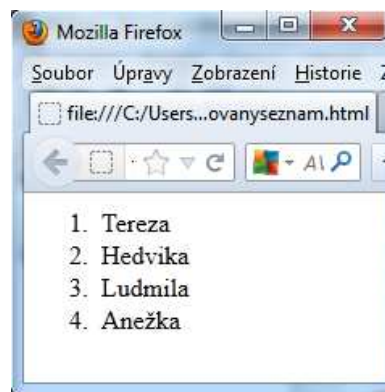 Mozilla Firefox
Soubor Úpravy Zobrazení Historie
file:///C:/Users...ovanyseznam.html
1. Tereza
2. Hedvika
3. Ludmila
4. Anežka